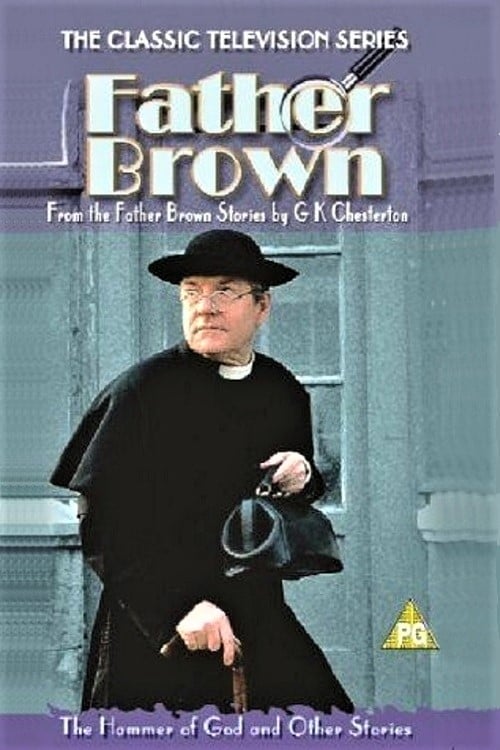 THE CLASSIC TELEVISION SERIES
Father
Brown
From the Father Brown Stories by G K Chesterton
PG
The Hammer of God and Other Stories